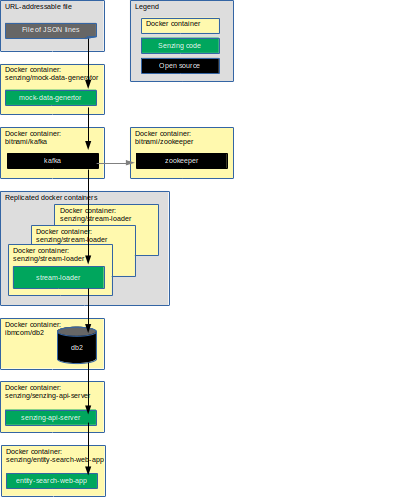 URL-addressable file
File of JSON lines
Legend
Docker container
Senzing code
Open source
Docker container:
senzing/mock-data-generator
mock-data-genertor
Docker container:
bitnami/kafka
kafka
Docker container:
bitnami/zookeeper
zookeeper
Replicated docker containers
Docker container:
senzing/stream-loader
Docker container:
senzing/stream-loader
Docker container:
senzing/stream-loader
stream-loader
Docker container:
ibmcom/db2
db2
Docker container:
senzing/senzing-api-server
senzing-api-server
Docker container:
senzing/entity-search-web-app
entity-search-web-app